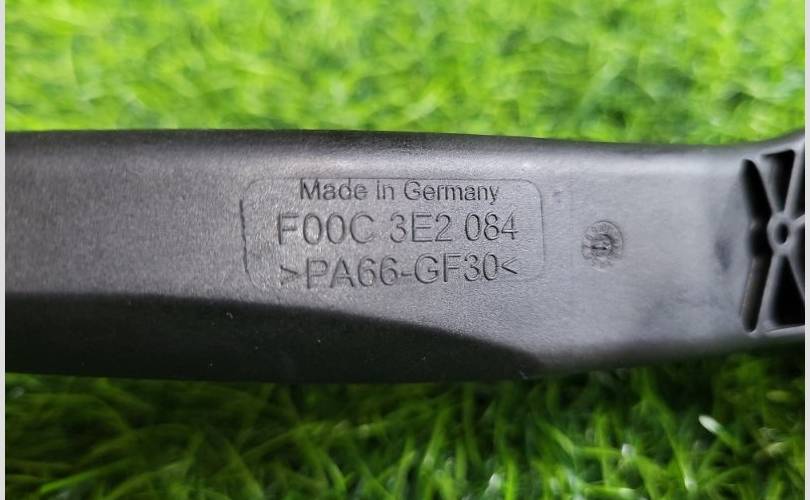 Made in Germany
F00C 3E2 084
>PA66-GF30<